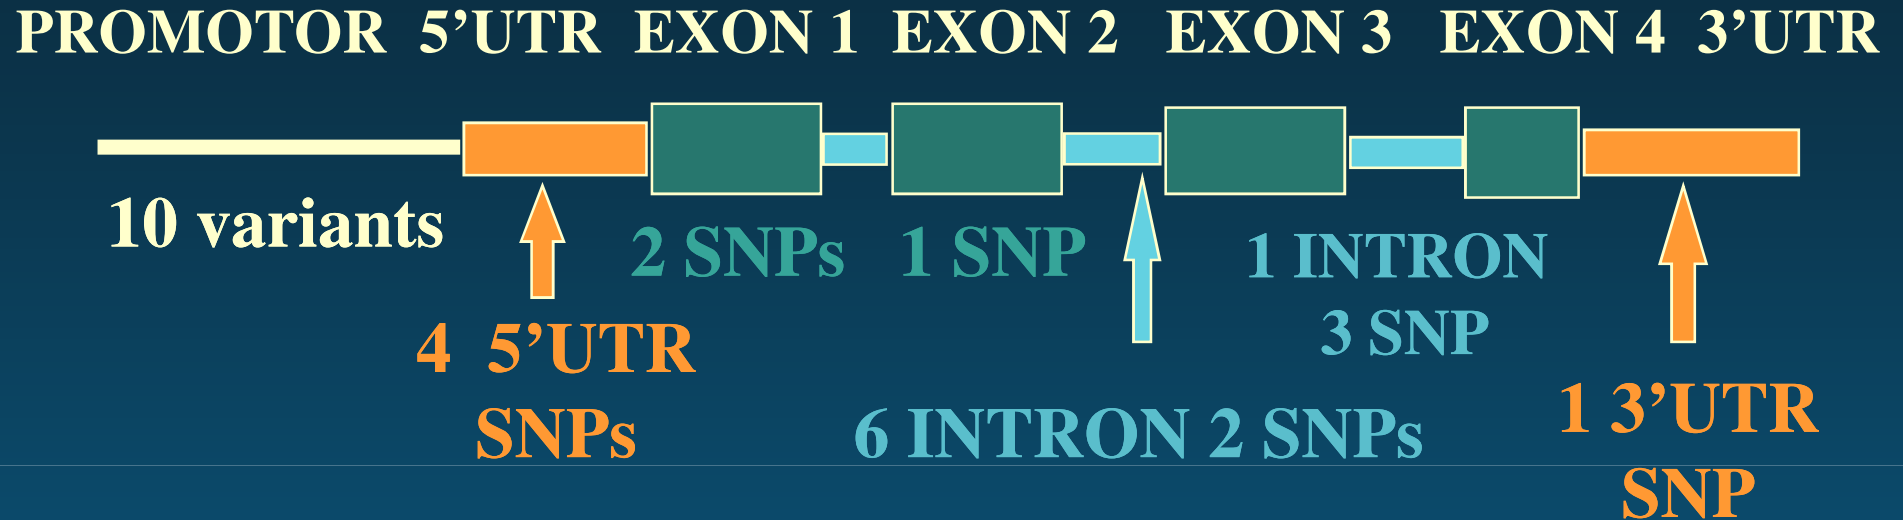 PROMOTOR 5’UTR EXON 1 EXON 2 EXON 3 EXON 4 3’UTR
10 variants
2 SNPs
1 SNP
1 INTRON
3 SNP
4 5’UTR
SNPs
6 INTRON 2 SNPs
1 3’UTR
SNP